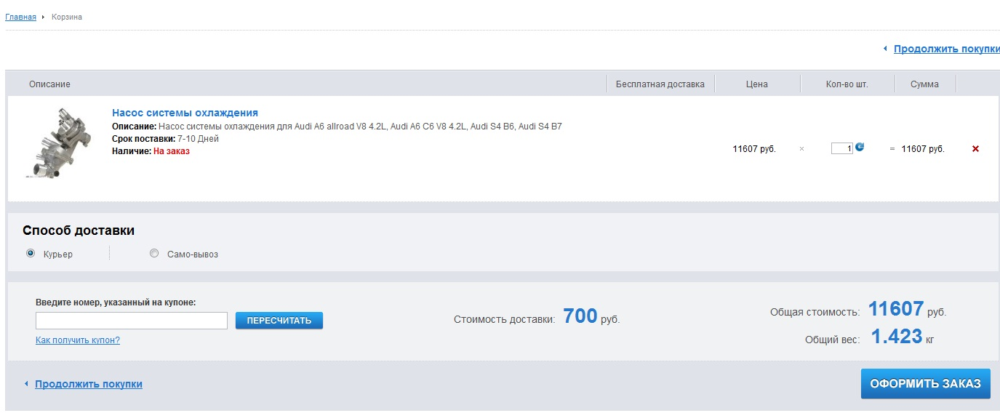 Главная Корзина
Продолжить покупки
Описание Бесплатная доставка Цена Кол-во шт. Сумма
Насос системы охлаждения
Описание: Насос системы охлаждения для Audi A6 allroad V8 4.2L, Audi A6 C6 V8 4.2L, Audi S4 B6, Audi S4 B7
Срок поставки: 7-10 Дней
Наличие: На заказ
11607 руб. × 1 = 11607 руб.
Способ доставки
Курьер Само-вывоз
Введите номер, указанный на купоне:
ПЕРЕСЧИТАТЬ
Как получить купон?
Стоимость доставки: 700 руб.
Общая стоимость: 11607 руб.
Общий вес: 1.423 кг
Продолжить покупки
ОФОРМИТЬ ЗАКАЗ